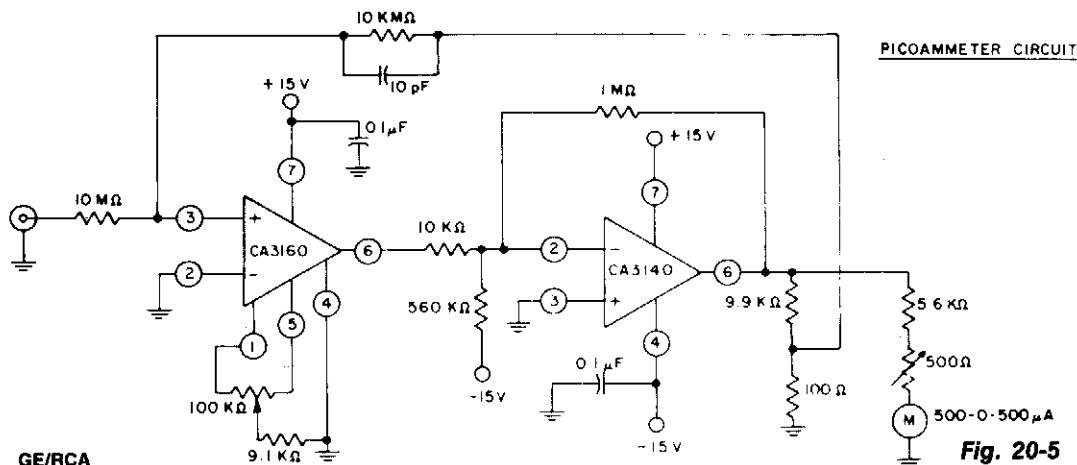 10 KMΩ
PICOAMMETER CIRCUIT
10 pF
1 MΩ
+15 V
0.1 µF
+15 V
7
7
10 MΩ
3
+
10 KΩ
CA3160
6
2
-
CA3140
6
2
-
9.9 KΩ
5.6 KΩ
560 KΩ
3
+
4
5
1
4
0.1 µF
500 Ω
100 KΩ
-15 V
100 Ω
-15 V
M
500-0-500 µA
9.1 KΩ
GE/RCA
Fig. 20-5